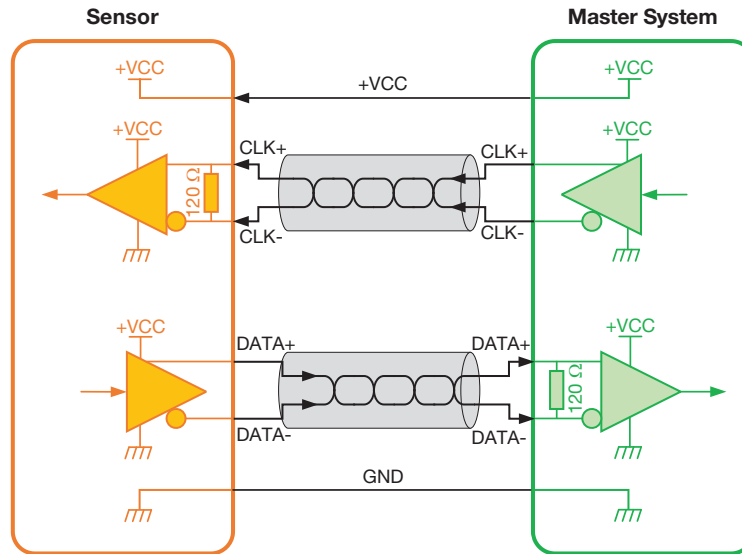 Sensor
Master System
+VCC
+VCC
+VCC
+VCC
CLK+
CLK+
+VCC
120 Ω
CLK-
CLK-
+VCC
DATA+
DATA+
+VCC
120 Ω
DATA-
DATA-
GND